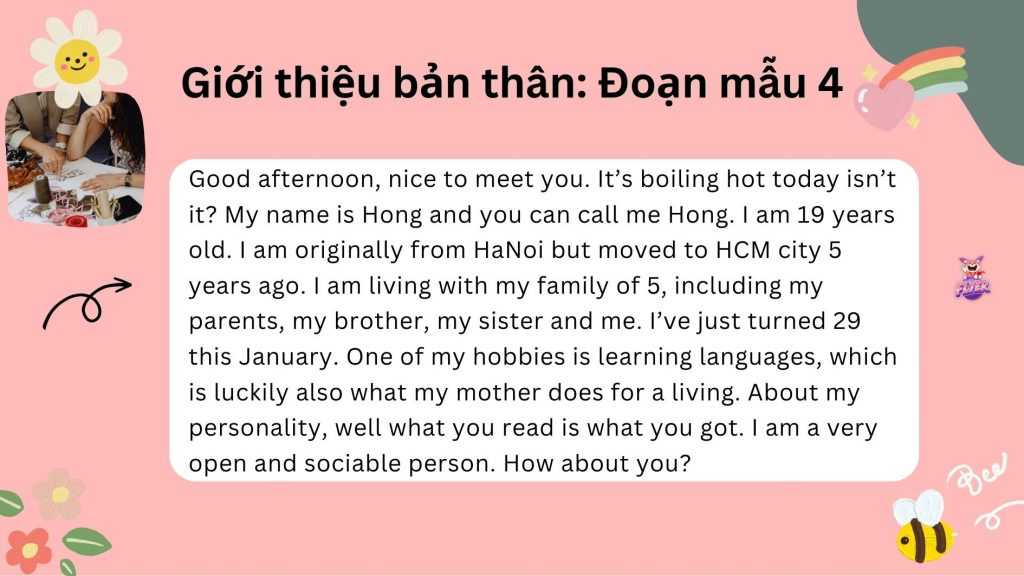 Giới thiệu bản thân: Đoạn mẫu 4
Good afternoon, nice to meet you. It’s boiling hot today isn’t
it? My name is Hong and you can call me Hong. I am 19 years
old. I am originally from HaNoi but moved to HCM city 5
years ago. I am living with my family of 5, including my
parents, my brother, my sister and me. I’ve just turned 29
this January. One of my hobbies is learning languages, which
is luckily also what my mother does for a living. About my
personality, well what you read is what you got. I am a very
open and sociable person. How about you?
FLYER
Bee